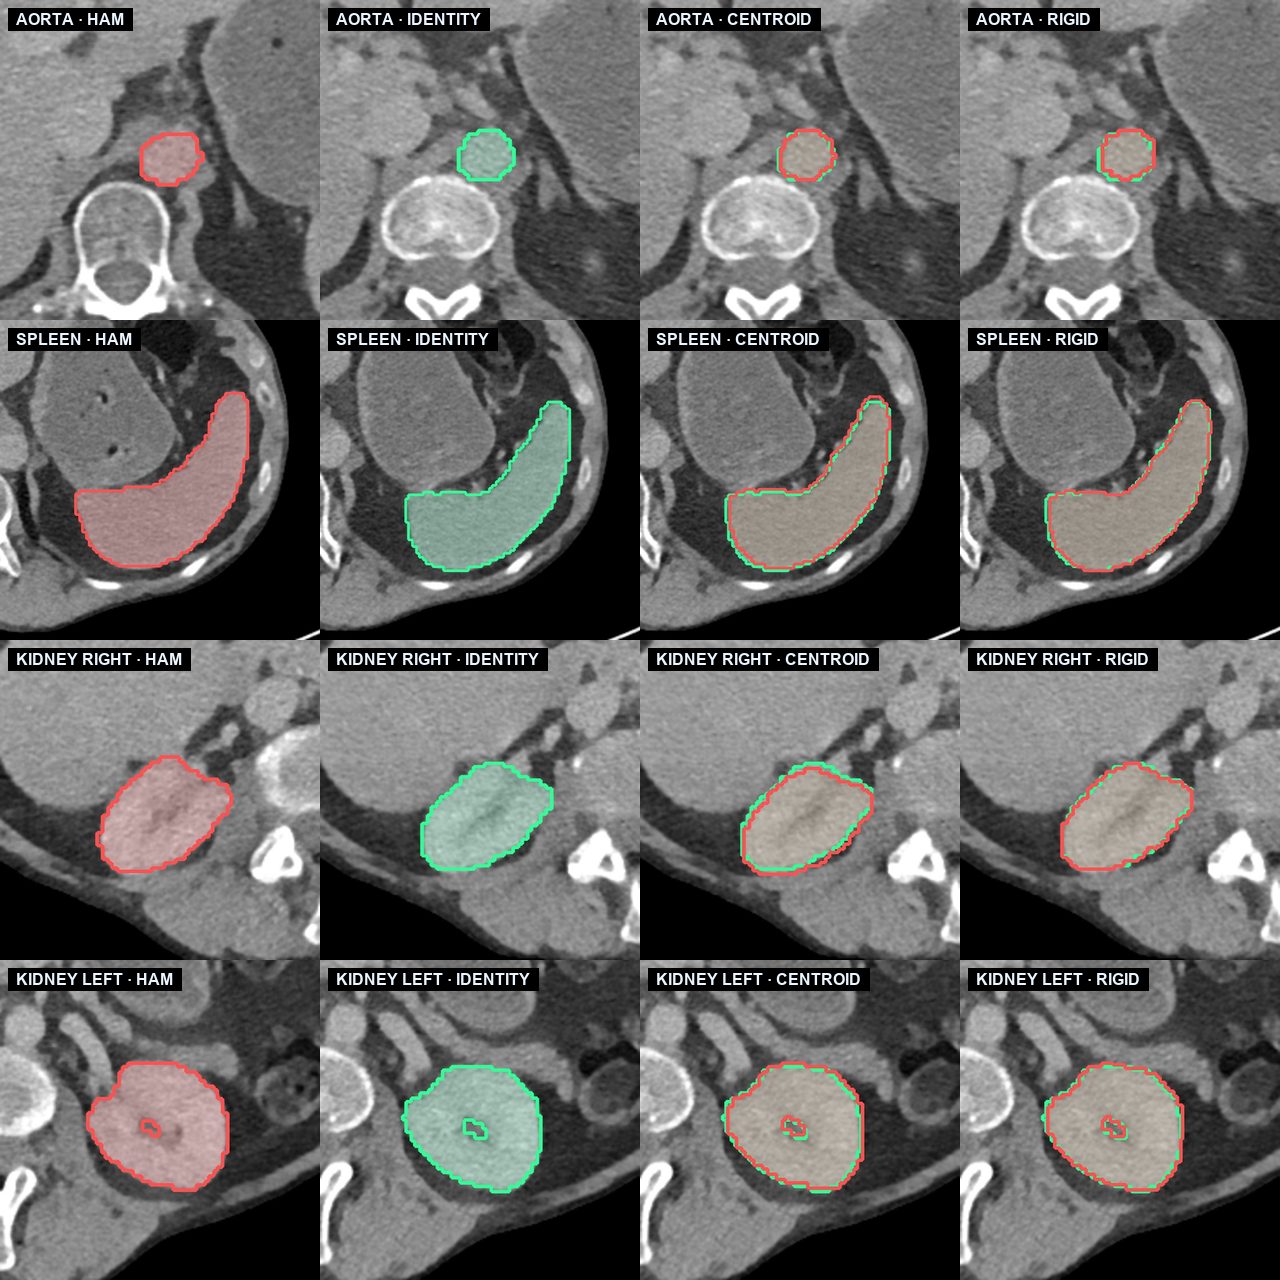 AORTA · HAM
AORTA · IDENTITY
AORTA · CENTROID
AORTA · RIGID
SPLEEN · HAM
SPLEEN · IDENTITY
SPLEEN · CENTROID
SPLEEN · RIGID
KIDNEY RIGHT · HAM
KIDNEY RIGHT · IDENTITY
KIDNEY RIGHT · CENTROID
KIDNEY RIGHT · RIGID
KIDNEY LEFT · HAM
KIDNEY LEFT · IDENTITY
KIDNEY LEFT · CENTROID
KIDNEY LEFT · RIGID